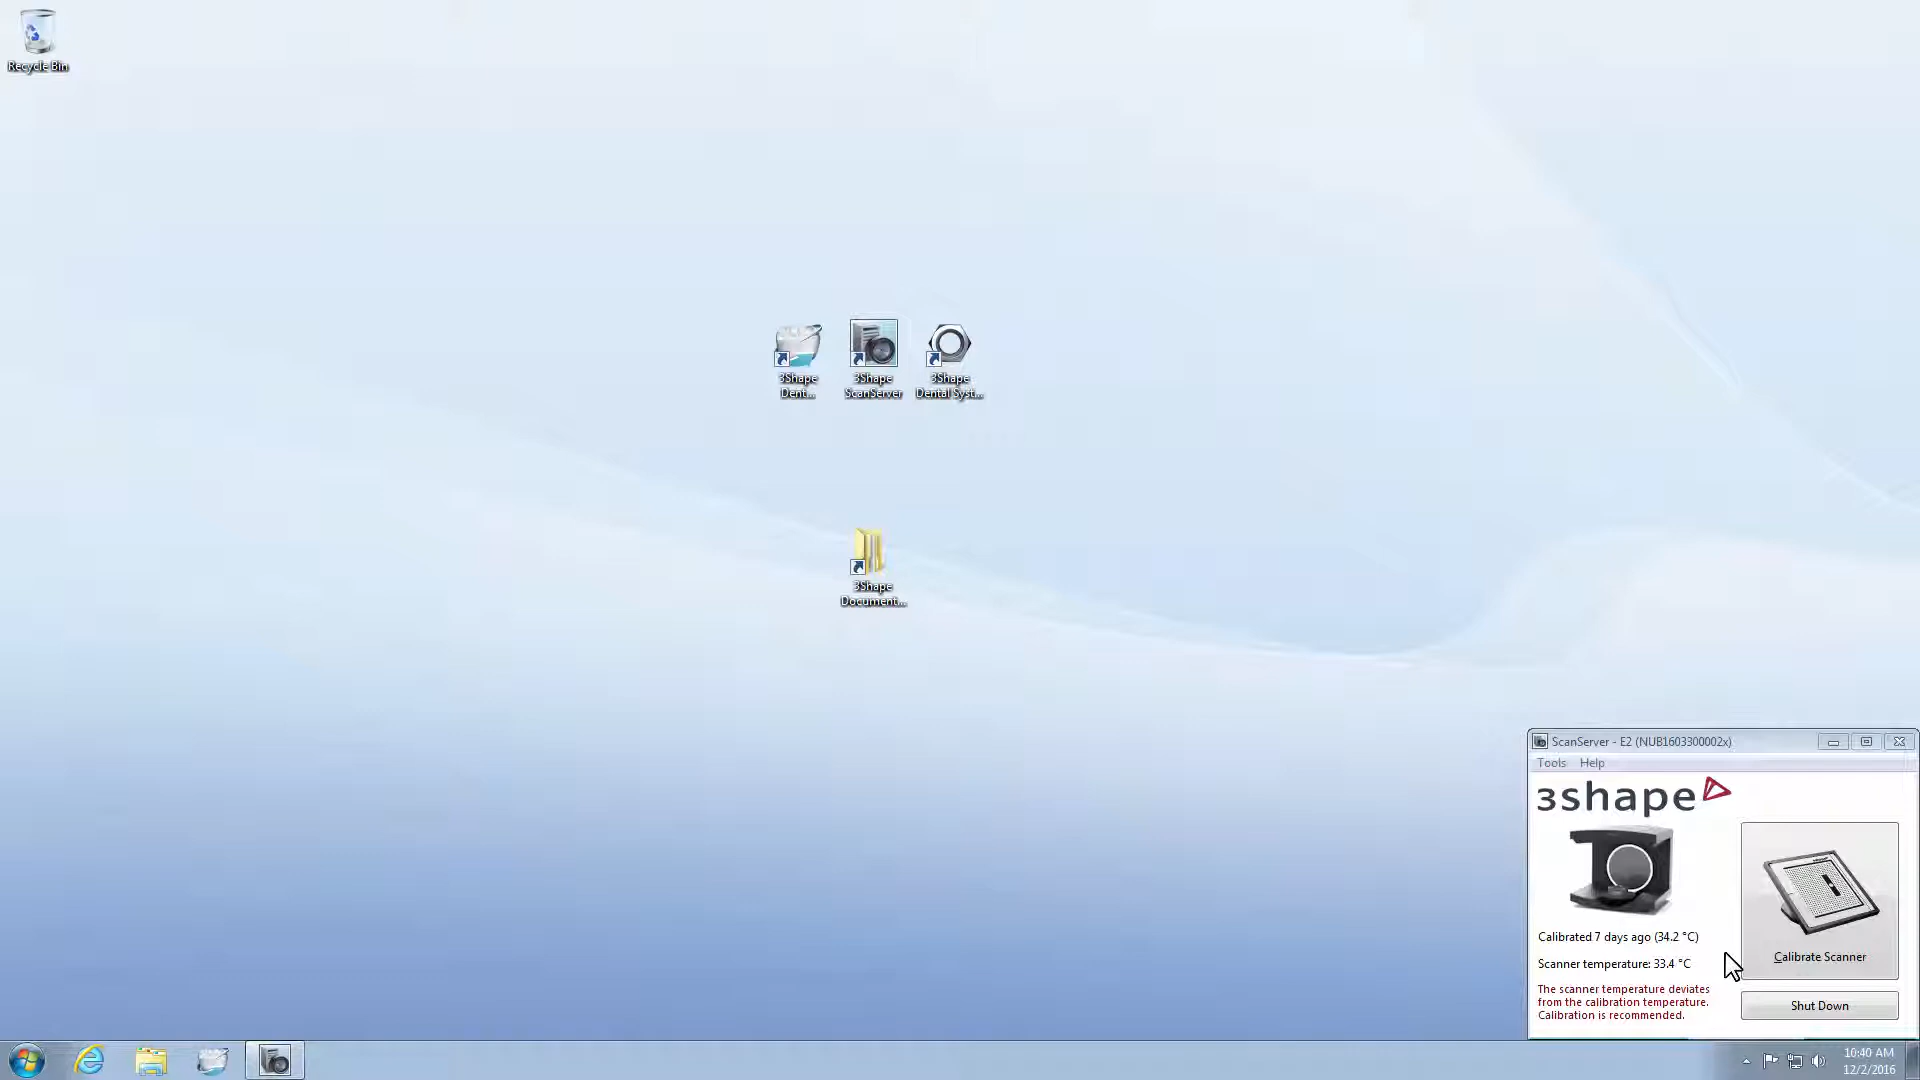 Recycle Bin
3Shape
Dent...
3Shape
ScanServer
3Shape
Dental Syst...
3Shape
Document...
ScanServer - E2 (NUB1603300002x)
Tools Help
3shape
Calibrated 7 days ago (34.2 °C)
Scanner temperature: 33.4 °C
The scanner temperature deviates
from the calibration temperature.
Calibration is recommended.
Calibrate Scanner
Shut Down
10:40 AM
12/2/2016